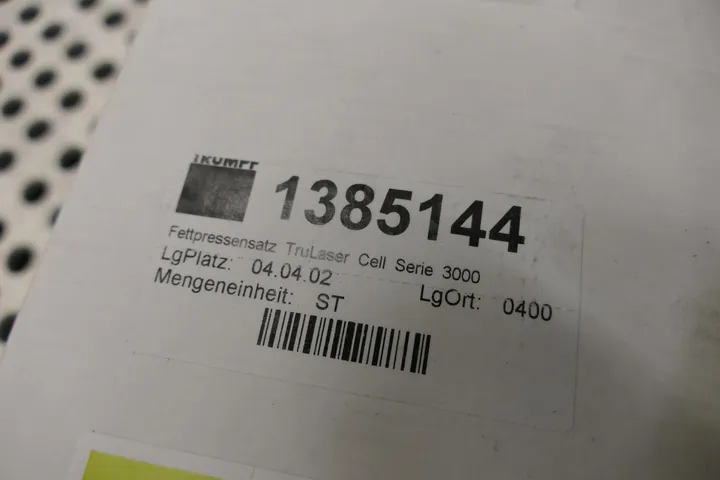 TRUMPF
1385144
Fettpressensatz TruLaser Cell Serie 3000
LgPlatz: 04.04.02 LgOrt: 0400
Mengeneinheit: ST